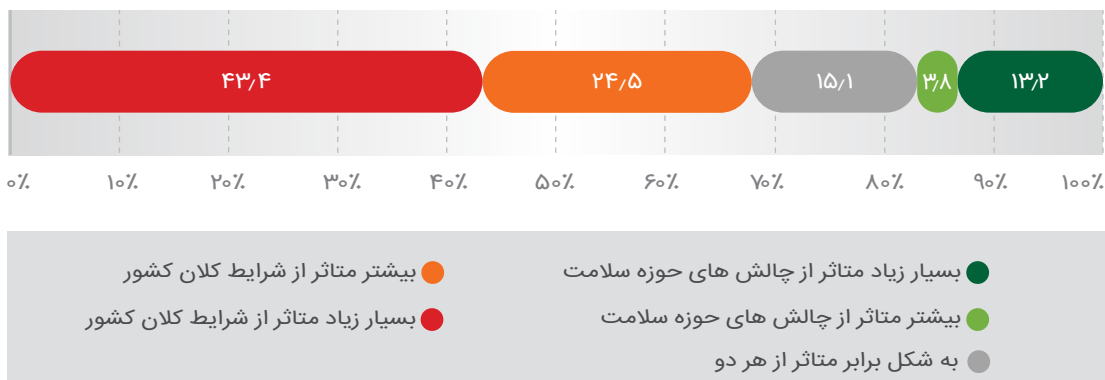 ۴۳٫۴ ۲۴٫۵ ۱۵٫۱ ۳٫۸ ۱۳٫۲
۰٪ ۱۰٪ ۲۰٪ ۳۰٪ ۴۰٪ ۵۰٪ ۶۰٪ ۷۰٪ ۸۰٪ ۹۰٪ ۱۰۰٪
بسیار زیاد متاثر از چالش های حوزه سلامت
بیشتر متاثر از چالش های حوزه سلامت
به شکل برابر متاثر از هر دو
بیشتر متاثر از شرایط کلان کشور
بسیار زیاد متاثر از شرایط کلان کشور